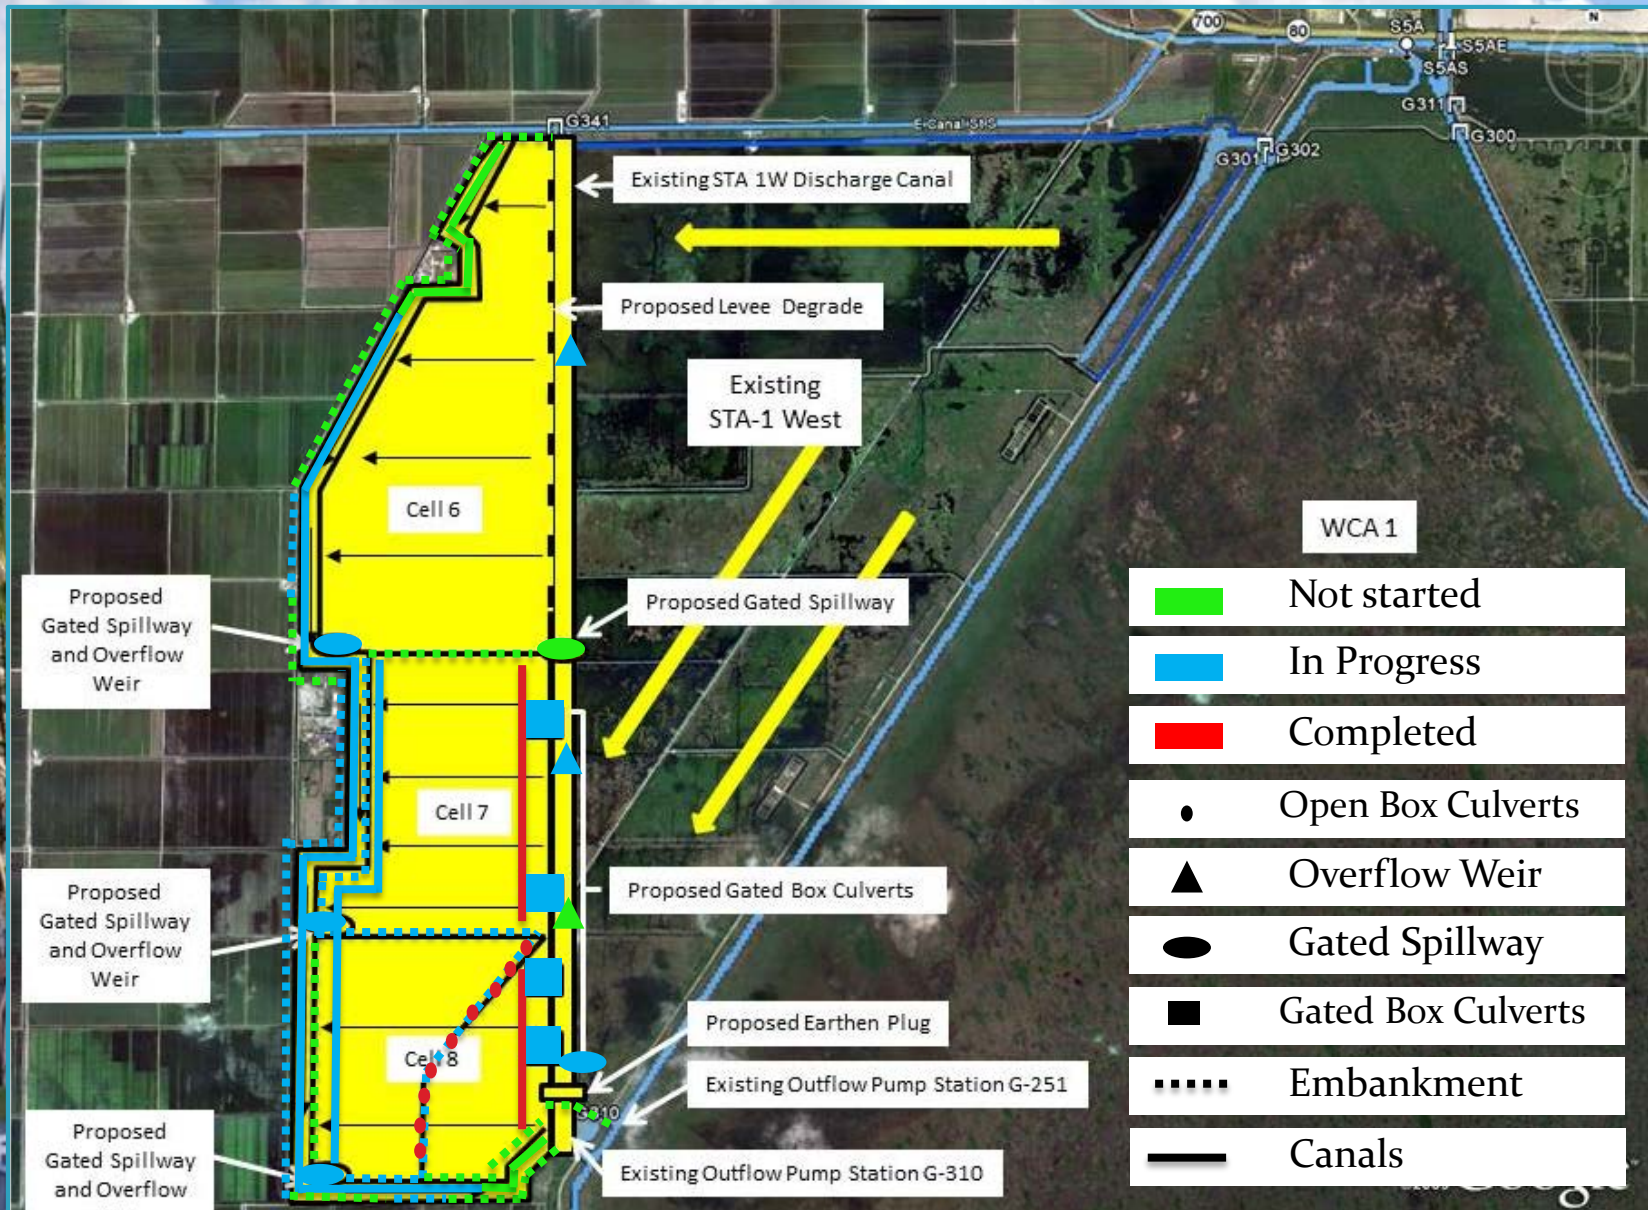 700
80
N
S5A
S5AE
S5AS
G311
G300
G341
G301
G302
Existing STA 1W Discharge Canal
Proposed Levee Degrade
Existing
STA-1 West
Cell 6
WCA 1
Proposed
Gated Spillway
and Overflow
Weir
Proposed Gated Spillway
Cell 7
Proposed Gated Box Culverts
Proposed
Gated Spillway
and Overflow
Weir
Proposed Earthen Plug
Cell 8
Existing Outflow Pump Station G-251
Existing Outflow Pump Station G-310
Proposed
Gated Spillway
and Overflow
Not started
In Progress
Completed
Open Box Culverts
Overflow Weir
Gated Spillway
Gated Box Culverts
Embankment
Canals